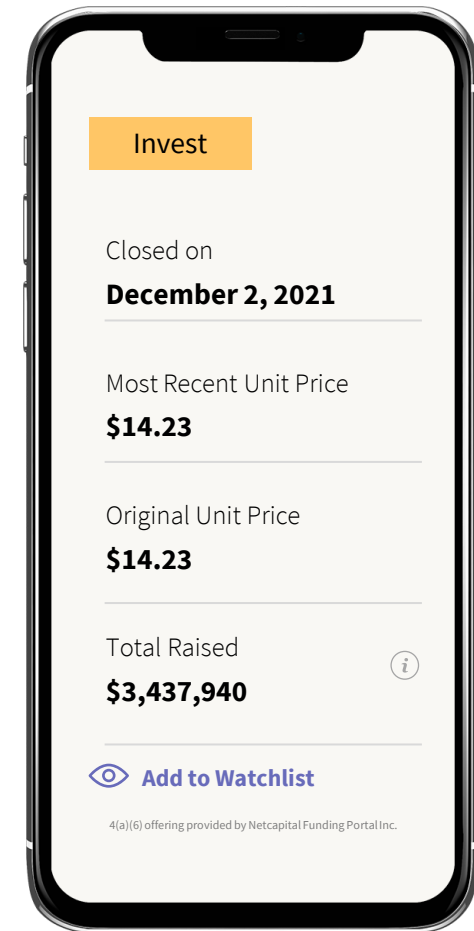 Invest
Closed on
December 2, 2021
Most Recent Unit Price
$14.23
Original Unit Price
$14.23
Total Raised
i
$3,437,940
Add to Watchlist
4(a)(6) offering provided by Netcapital Funding Portal Inc.